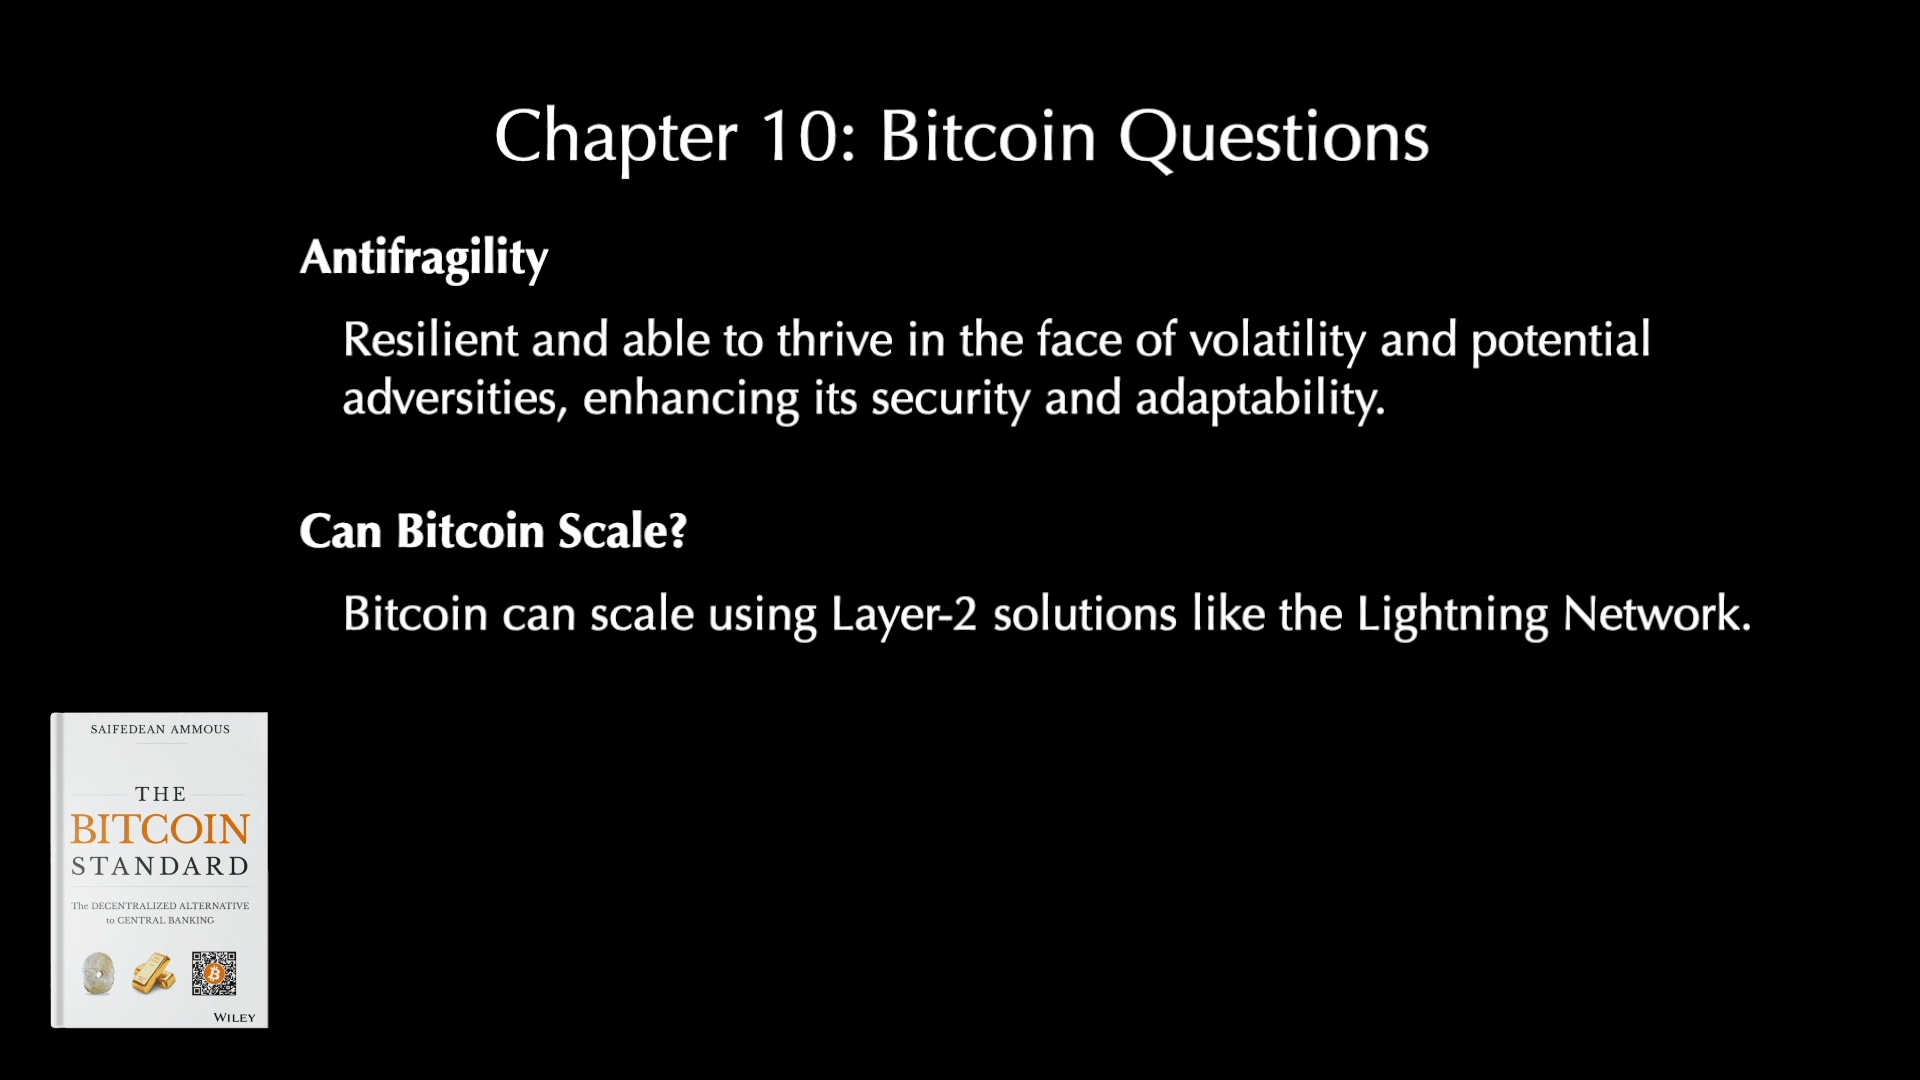 Chapter 10: Bitcoin Questions
Antifragility
Resilient and able to thrive in the face of volatility and potential
adversities, enhancing its security and adaptability.
Can Bitcoin Scale?
Bitcoin can scale using Layer-2 solutions like the Lightning Network.
SAIFEDEAN AMMOUS
THE
BITCOIN
STANDARD
The DECENTRALIZED ALTERNATIVE
to CENTRAL BANKING
WILEY